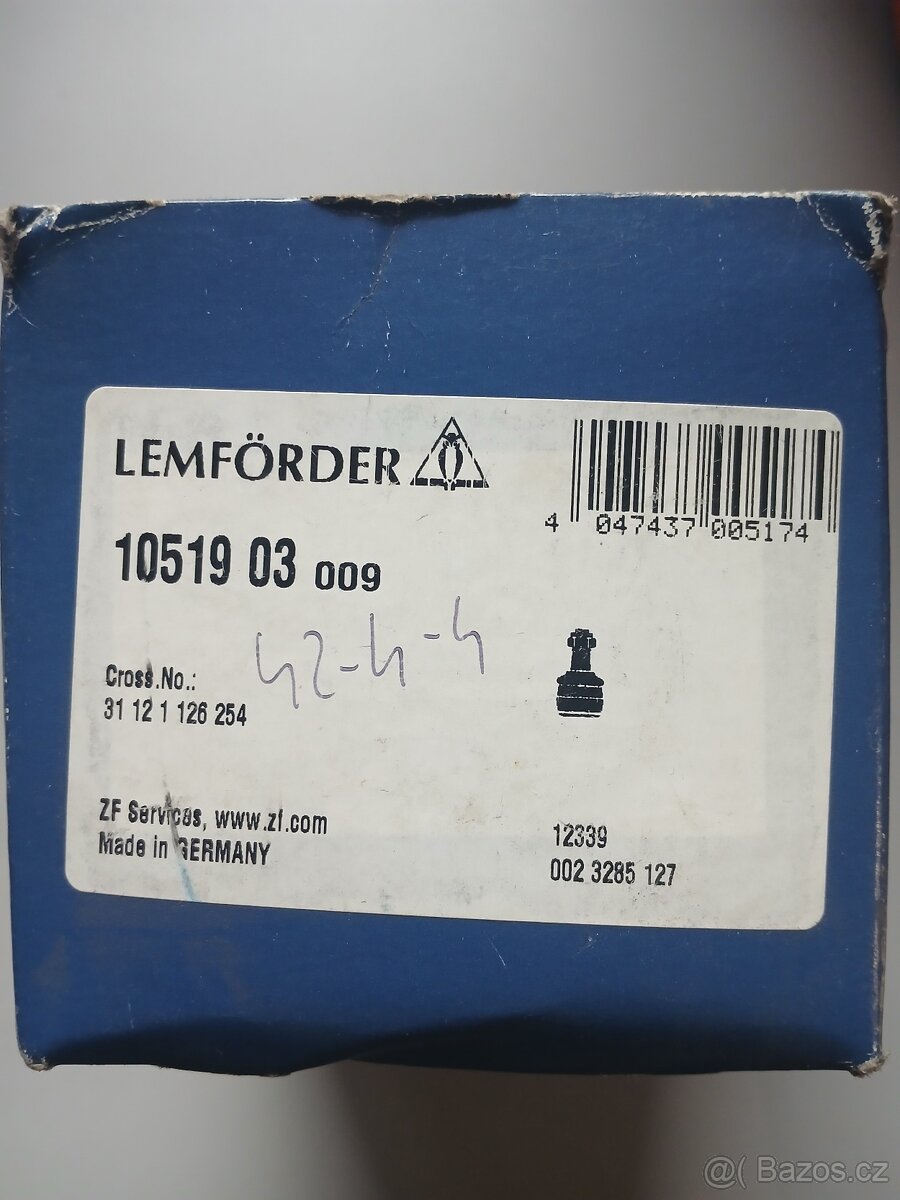 LEMFÖRDER
4 047437 005174
10519 03 009
42-4-4
Cross.No.:
31 12 1 126 254
ZF Services, www.zf.com
Made in GERMANY
12339
002 3285 127
@( Bazos.cz